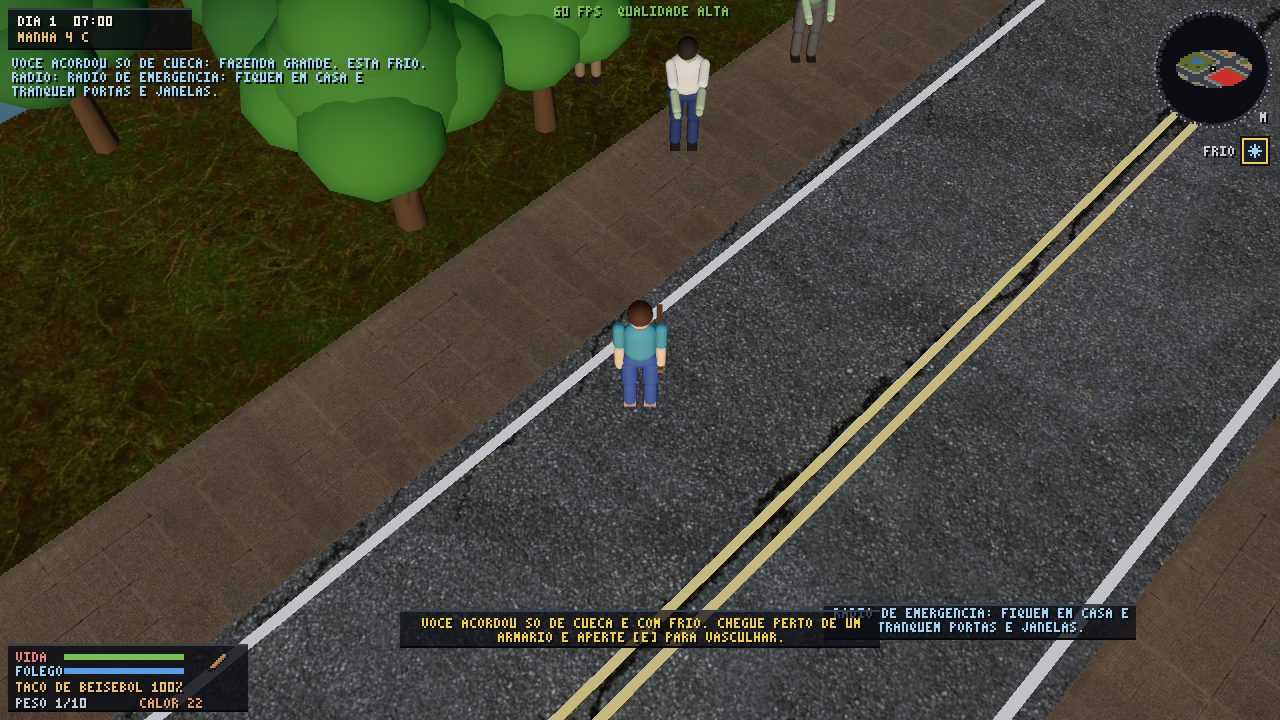 DIA 1 07:00
MANHA 4 C
60 FPS QUALIDADE ALTA
VOCE ACORDOU SO DE CUECA: FAZENDA GRANDE. ESTA FRIO.
RADIO: RADIO DE EMERGENCIA: FIQUEM EM CASA E
TRANQUEM PORTAS E JANELAS.
N
FRIO
RADIO DE EMERGENCIA: FIQUEM EM CASA E
TRANQUEM PORTAS E JANELAS.
VOCE ACORDOU SO DE CUECA E COM FRIO. CHEGUE PERTO DE UM
ARMARIO E APERTE [E] PARA VASCULHAR.
VIDA
FOLEGO
TACO DE BEISEBOL 100%
PESO 1/10 CALOR 22